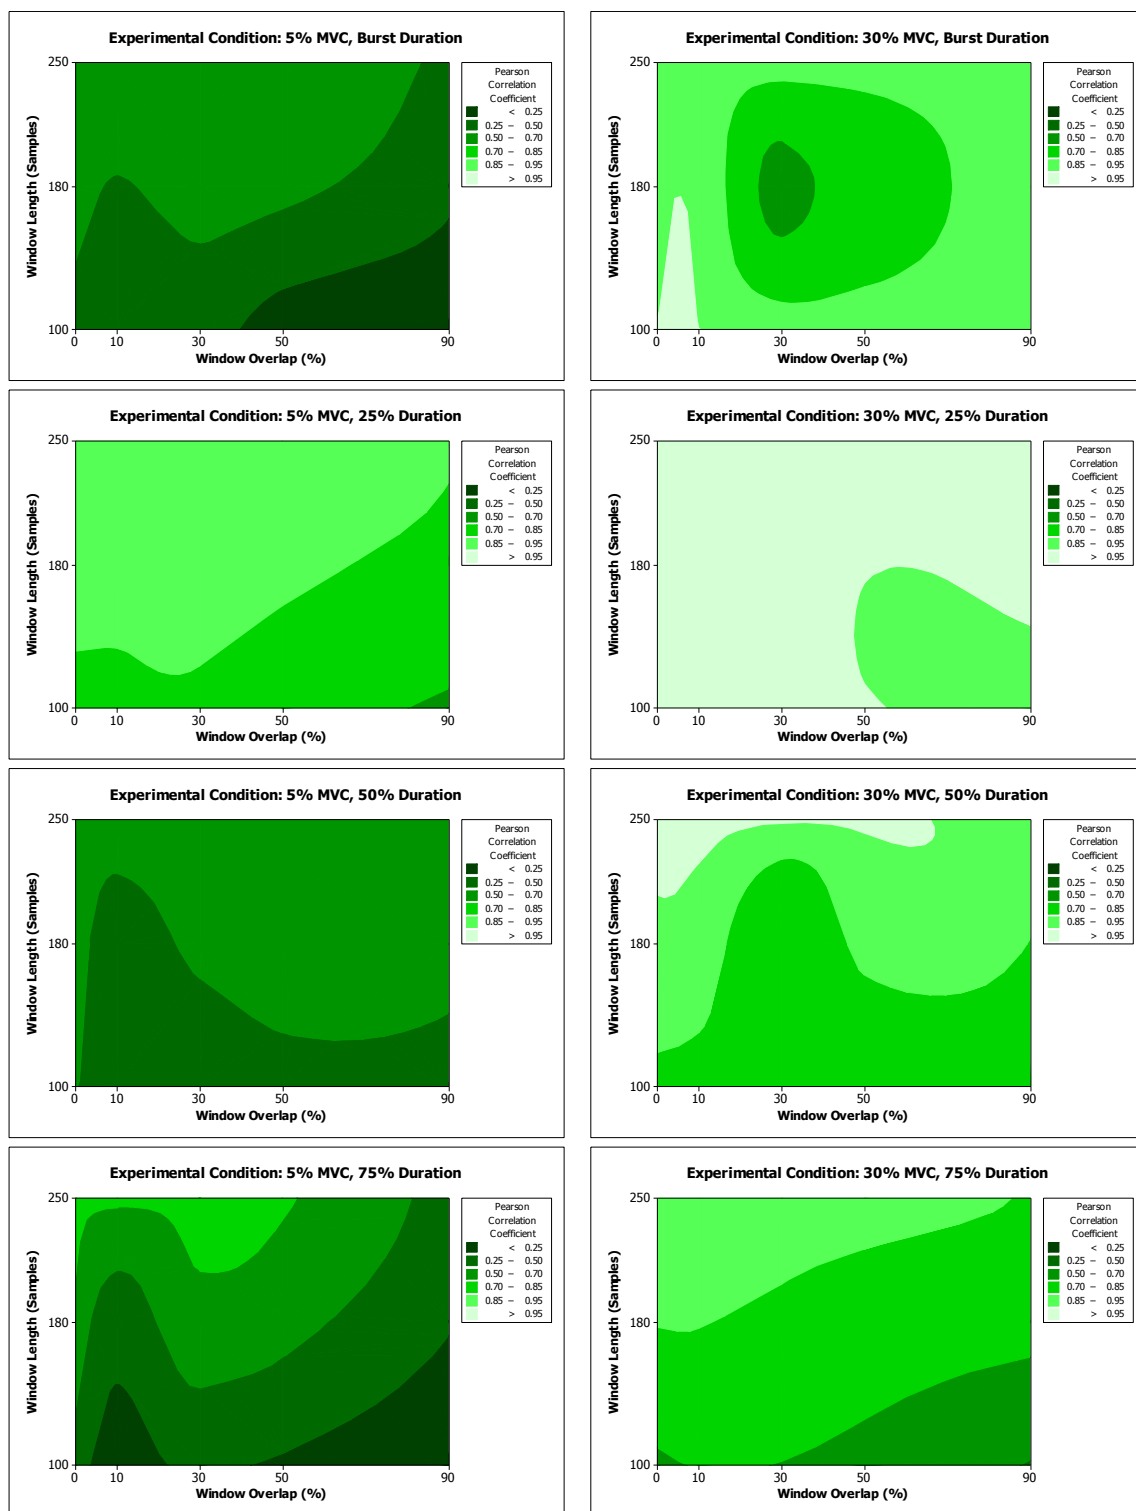 Experimental Condition: 5% MVC, Burst Duration
Window Length (Samples)
250
180
100
0 10 30 50 90
Window Overlap (%)
Pearson
Correlation
Coefficient
< 0.25
0.25 – 0.50
0.50 – 0.70
0.70 – 0.85
0.85 – 0.95
> 0.95
Experimental Condition: 30% MVC, Burst Duration
Window Length (Samples)
250
180
100
0 10 30 50 90
Window Overlap (%)
Pearson
Correlation
Coefficient
< 0.25
0.25 – 0.50
0.50 – 0.70
0.70 – 0.85
0.85 – 0.95
> 0.95
Experimental Condition: 5% MVC, 25% Duration
Window Length (Samples)
250
180
100
0 10 30 50 90
Window Overlap (%)
Pearson
Correlation
Coefficient
< 0.25
0.25 – 0.50
0.50 – 0.70
0.70 – 0.85
0.85 – 0.95
> 0.95
Experimental Condition: 30% MVC, 25% Duration
Window Length (Samples)
250
180
100
0 10 30 50 90
Window Overlap (%)
Pearson
Correlation
Coefficient
< 0.25
0.25 – 0.50
0.50 – 0.70
0.70 – 0.85
0.85 – 0.95
> 0.95
Experimental Condition: 5% MVC, 50% Duration
Window Length (Samples)
250
180
100
0 10 30 50 90
Window Overlap (%)
Pearson
Correlation
Coefficient
< 0.25
0.25 – 0.50
0.50 – 0.70
0.70 – 0.85
0.85 – 0.95
> 0.95
Experimental Condition: 30% MVC, 50% Duration
Window Length (Samples)
250
180
100
0 10 30 50 90
Window Overlap (%)
Pearson
Correlation
Coefficient
< 0.25
0.25 – 0.50
0.50 – 0.70
0.70 – 0.85
0.85 – 0.95
> 0.95
Experimental Condition: 5% MVC, 75% Duration
Window Length (Samples)
250
180
100
0 10 30 50 90
Window Overlap (%)
Pearson
Correlation
Coefficient
< 0.25
0.25 – 0.50
0.50 – 0.70
0.70 – 0.85
0.85 – 0.95
> 0.95
Experimental Condition: 30% MVC, 75% Duration
Window Length (Samples)
250
180
100
0 10 30 50 90
Window Overlap (%)
Pearson
Correlation
Coefficient
< 0.25
0.25 – 0.50
0.50 – 0.70
0.70 – 0.85
0.85 – 0.95
> 0.95